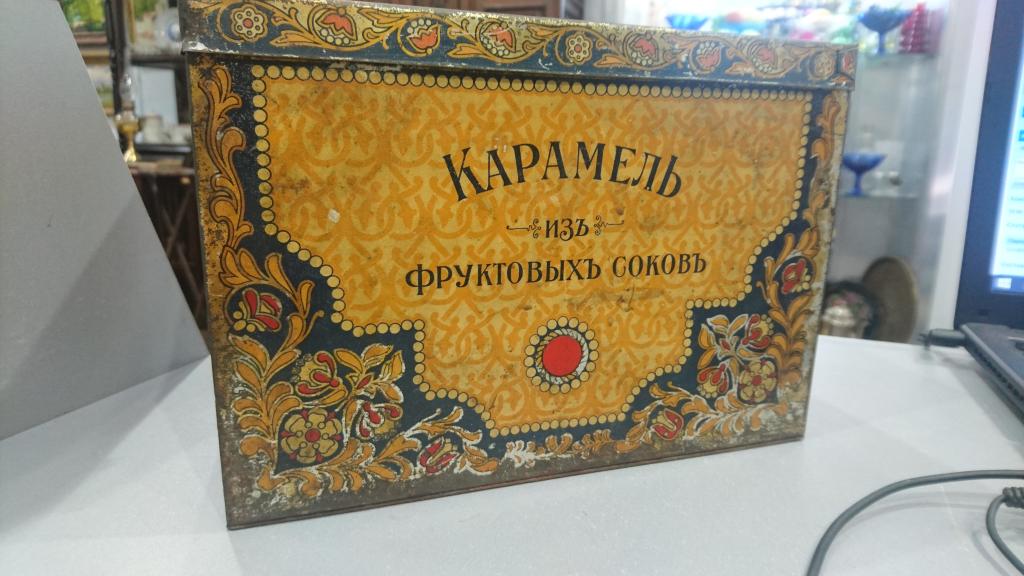 Карамель
изъ
фруктовыхъ соковъ